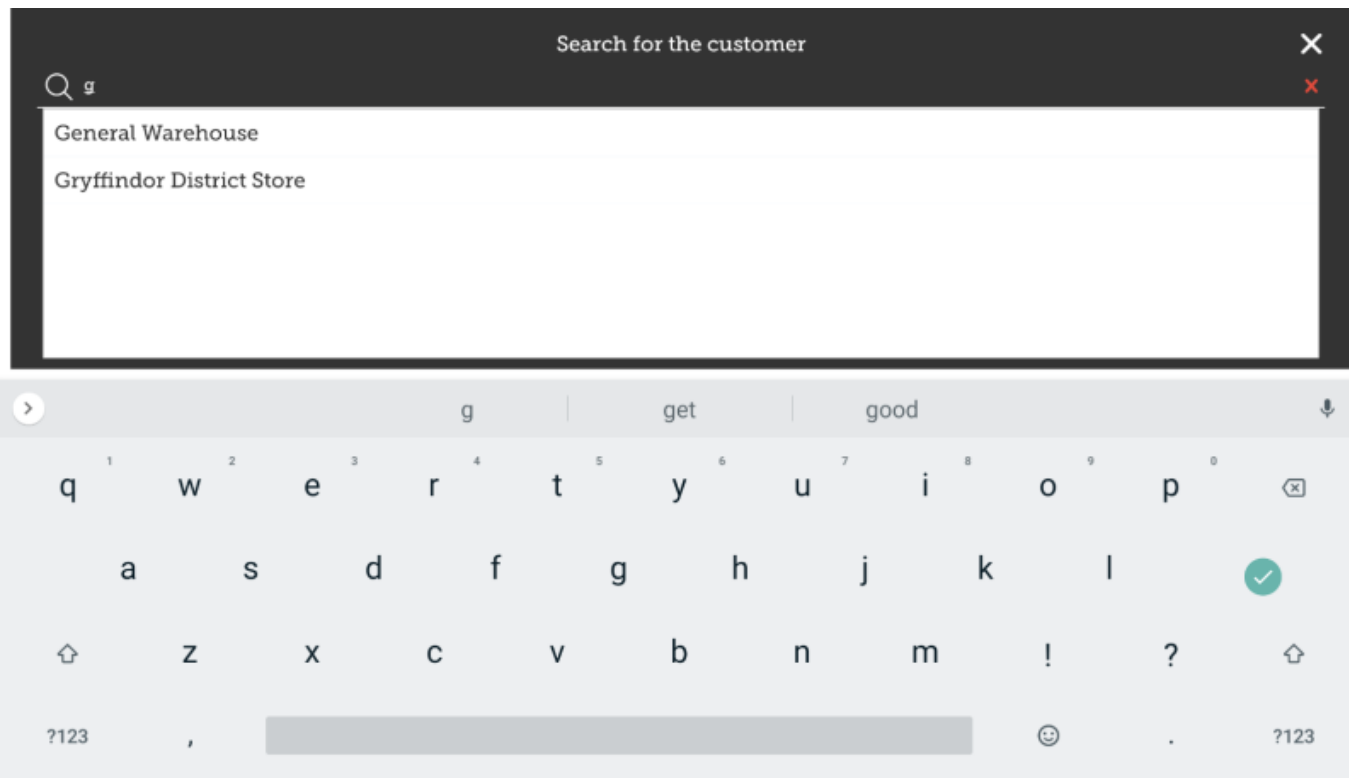 Search for the customer
g
General Warehouse
Gryffindor District Store
g get good
1 2 3 4 5 6 7 8 9 0
q w e r t y u i o p
a s d f g h j k l
z x c v b n m ! ?
?123 , . ?123